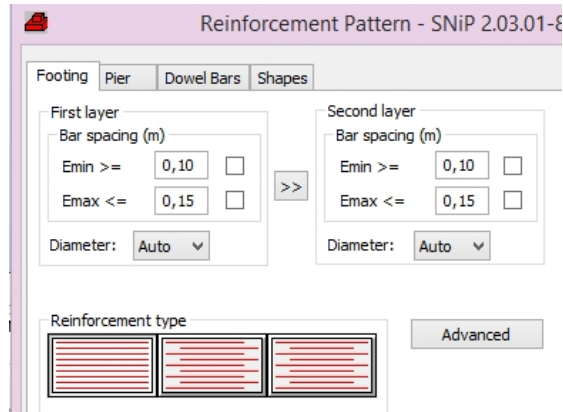 Reinforcement Pattern - SNiP 2.03.01-8
Footing Pier Dowel Bars Shapes
First layer
Bar spacing (m)
Emin >= 0,10
Emax <= 0,15
Diameter: Auto
>>
Second layer
Bar spacing (m)
Emin >= 0,10
Emax <= 0,15
Diameter: Auto
Reinforcement type
Advanced